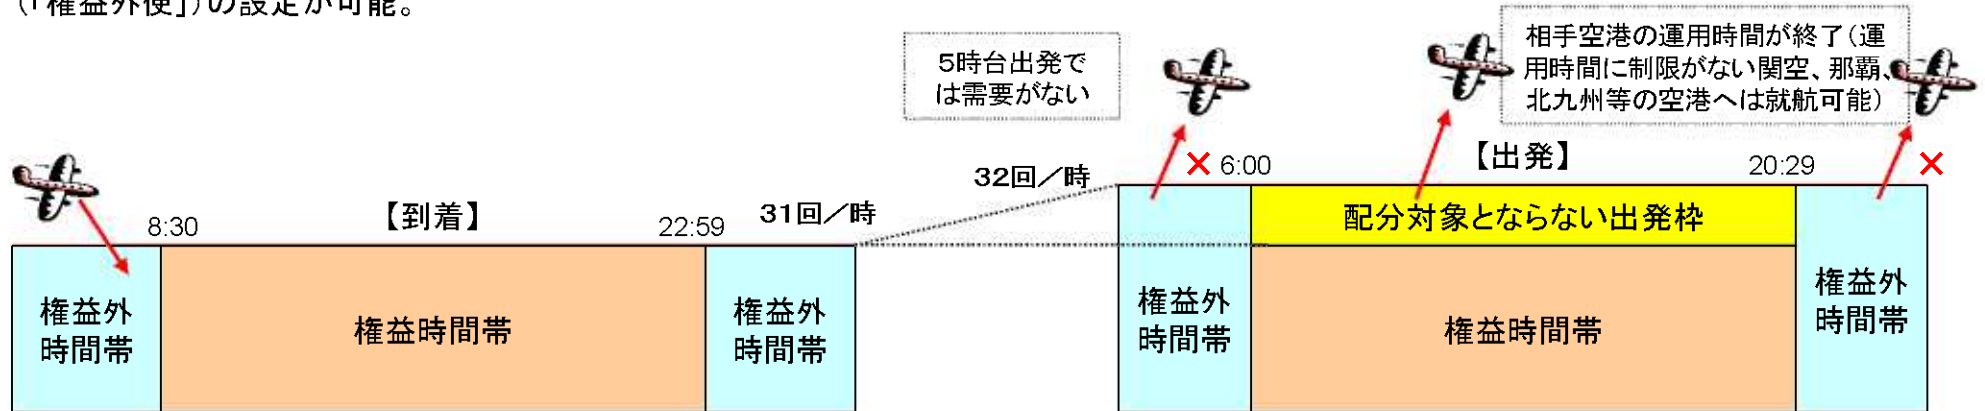 (「権益外便」)の設定が可能。
5時台出発で
は需要がない
相手空港の運用時間が終了(運
用時間に制限がない関空、那覇、
北九州等の空港へは就航可能)
8:30
【到着】
22:59
31回／時
32回／時
× 6:00
【出発】
20:29
×
権益外
時間帯
権益時間帯
権益外
時間帯
権益外
時間帯
配分対象とならない出発枠
権益時間帯
権益外
時間帯